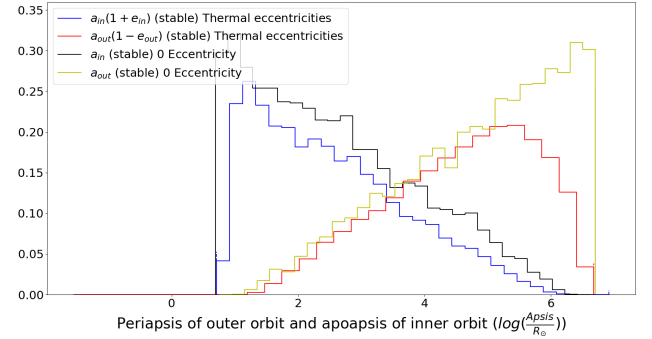 a_in(1 + e_in) (stable) Thermal eccentricities
a_out(1 − e_out) (stable) Thermal eccentricities
a_in (stable) 0 Eccentricity
a_out (stable) 0 Eccentricity
0.35
0.30
0.25
0.20
0.15
0.10
0.05
0.00
0 2 4 6
Periapsis of outer orbit and apoapsis of inner orbit (log(Apsis/R⊙))